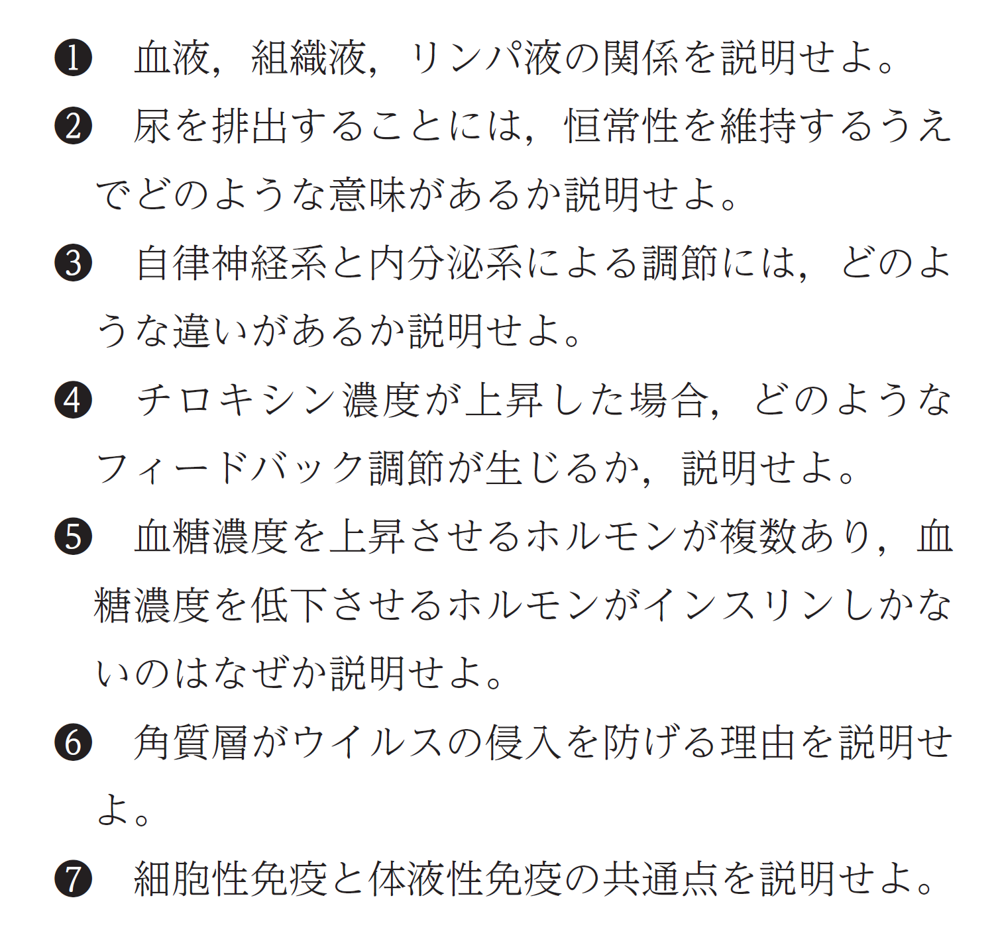 ❶　血液，組織液，リンパ液の関係を説明せよ。
❷　尿を排出することには，恒常性を維持するうえ
でどのような意味があるか説明せよ。
❸　自律神経系と内分泌系による調節には，どのよ
うな違いがあるか説明せよ。
❹　チロキシン濃度が上昇した場合，どのような
フィードバック調節が生じるか，説明せよ。
❺　血糖濃度を上昇させるホルモンが複数あり，血
糖濃度を低下させるホルモンがインスリンしかな
いのはなぜか説明せよ。
❻　角質層がウイルスの侵入を防げる理由を説明せ
よ。
❼　細胞性免疫と体液性免疫の共通点を説明せよ。